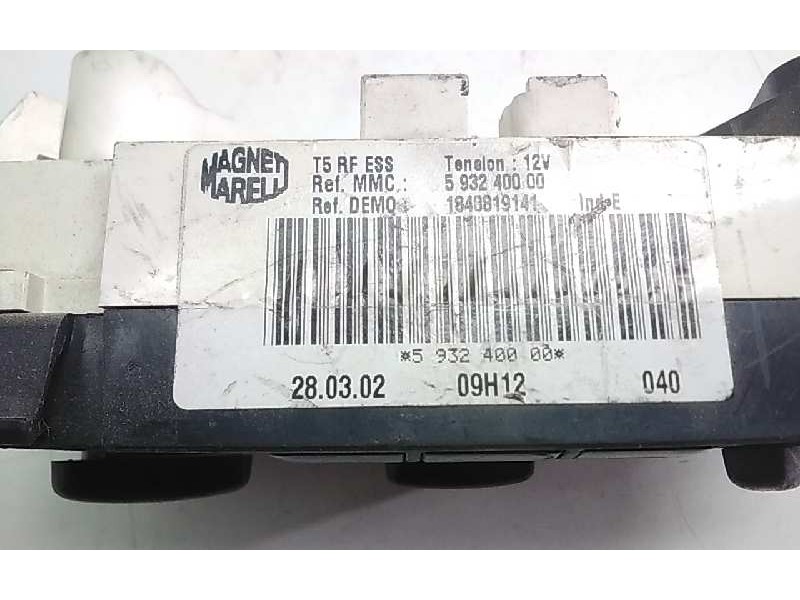 MAGNETI
MARELLI
T5 RF ESS Tension : 12V
Ref. MMC.: 5 932 400 00
Ref. DEMO 1840819141 Ind-E
*5 932 400 00*
28.03.02 09H12 040